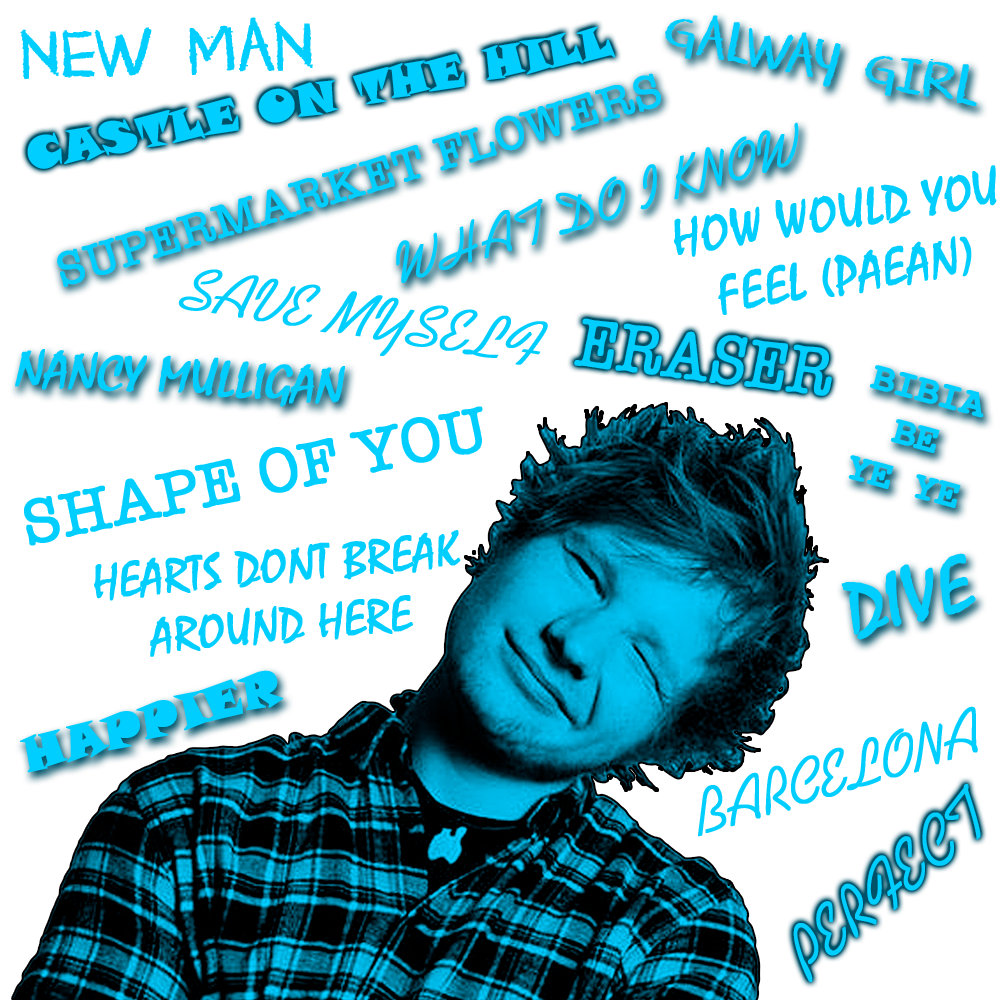 NEW MAN
CASTLE ON THE HILL
GALWAY GIRL
SUPERMARKET FLOWERS
WHAT DO I KNOW
HOW WOULD YOU
FEEL (PAEAN)
SAVE MYSELF
ERASER
NANCY MULLIGAN
BIBIA
BE
YE YE
SHAPE OF YOU
HEARTS DONT BREAK
AROUND HERE
DIVE
HAPPIER
BARCELONA
PERFECT